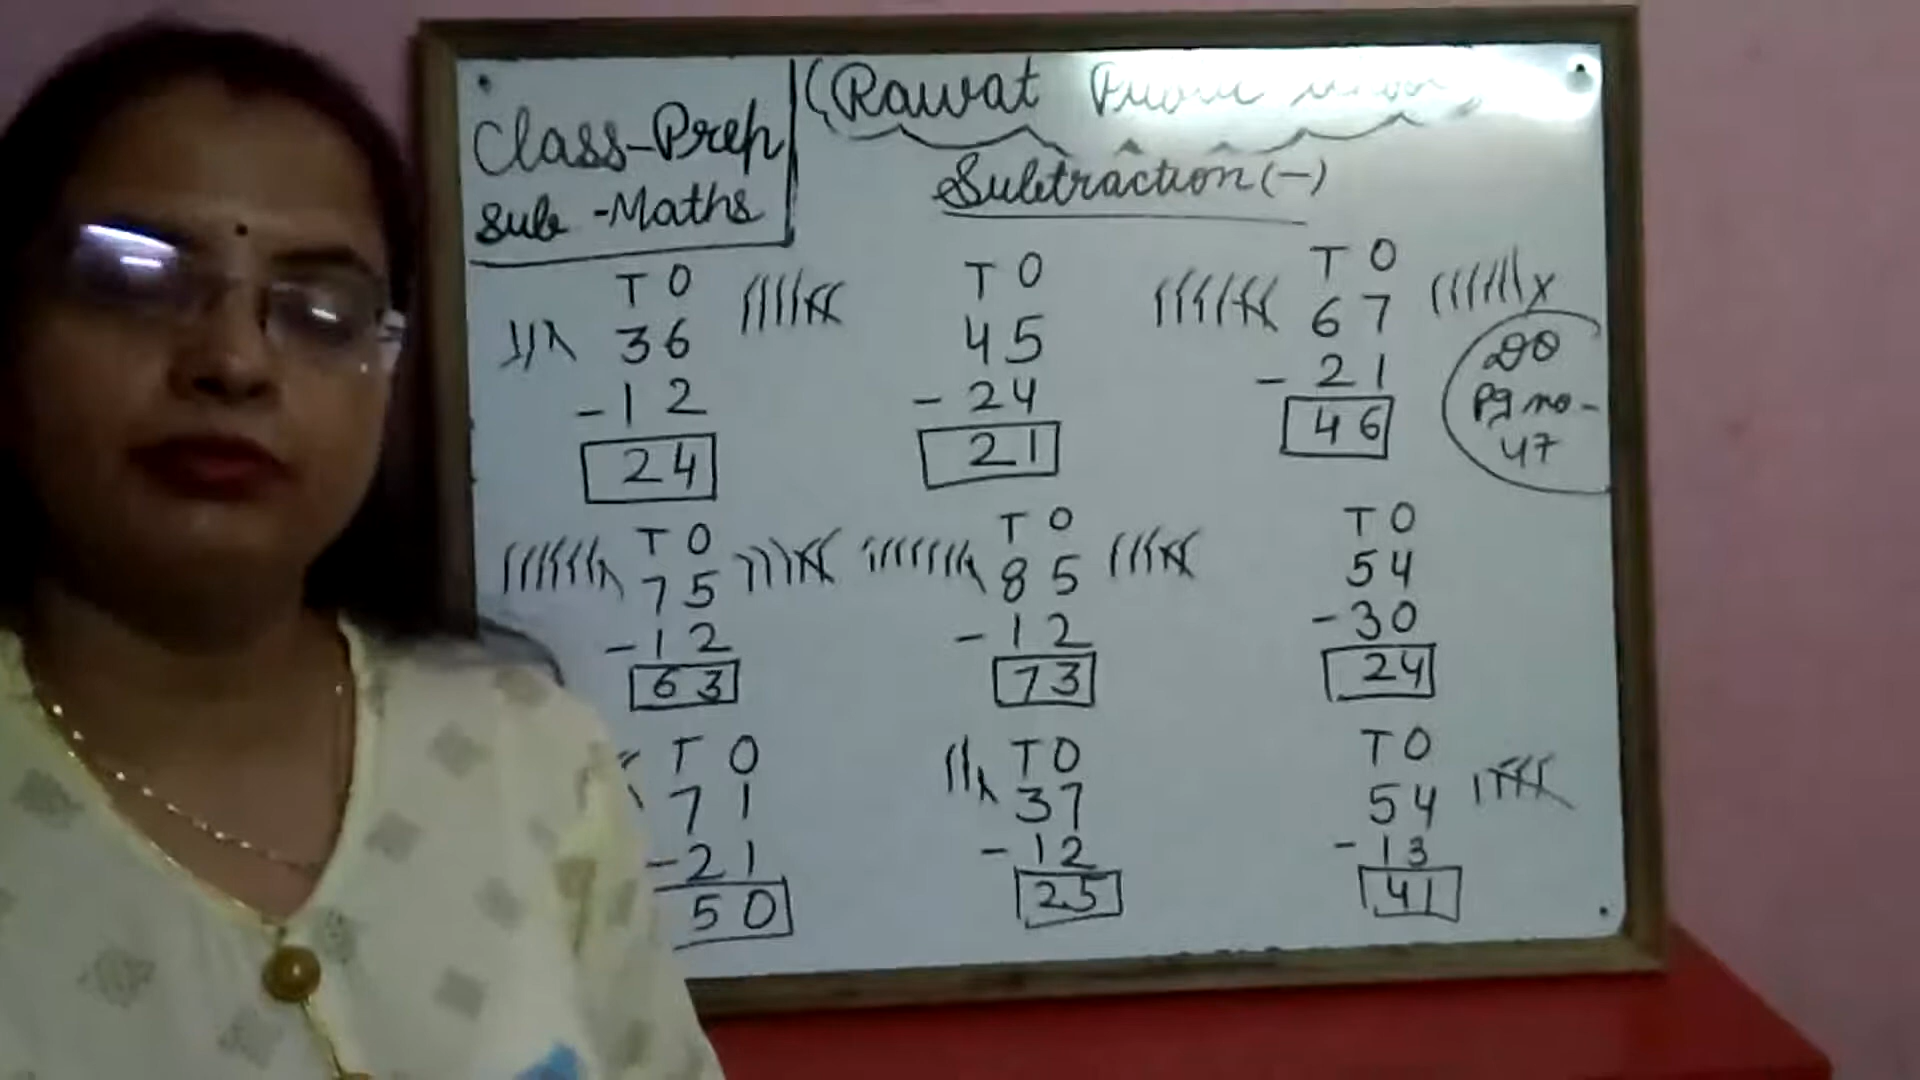 Class-Prep
Sub -Maths
(Rawat
Subtraction (-)
T O
36
-12
24
T O
45
- 24
21
T O
67
- 21
46
DO
Pg no -
47
T O
75
-12
63
T O
85
-12
73
T O
54
-30
24
T O
71
-21
50
T O
37
-12
25
T O
54
-13
41